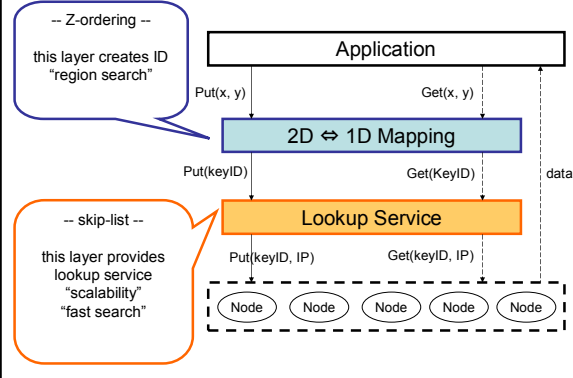 -- Z-ordering --
this layer creates ID
“region search”
Application
Put(x, y)
Get(x, y)
2D ⇔ 1D Mapping
Put(keyID)
Get(KeyID)
data
-- skip-list --
this layer provides
lookup service
“scalability”
“fast search”
Lookup Service
Put(keyID, IP)
Get(keyID, IP)
Node
Node
Node
Node
Node